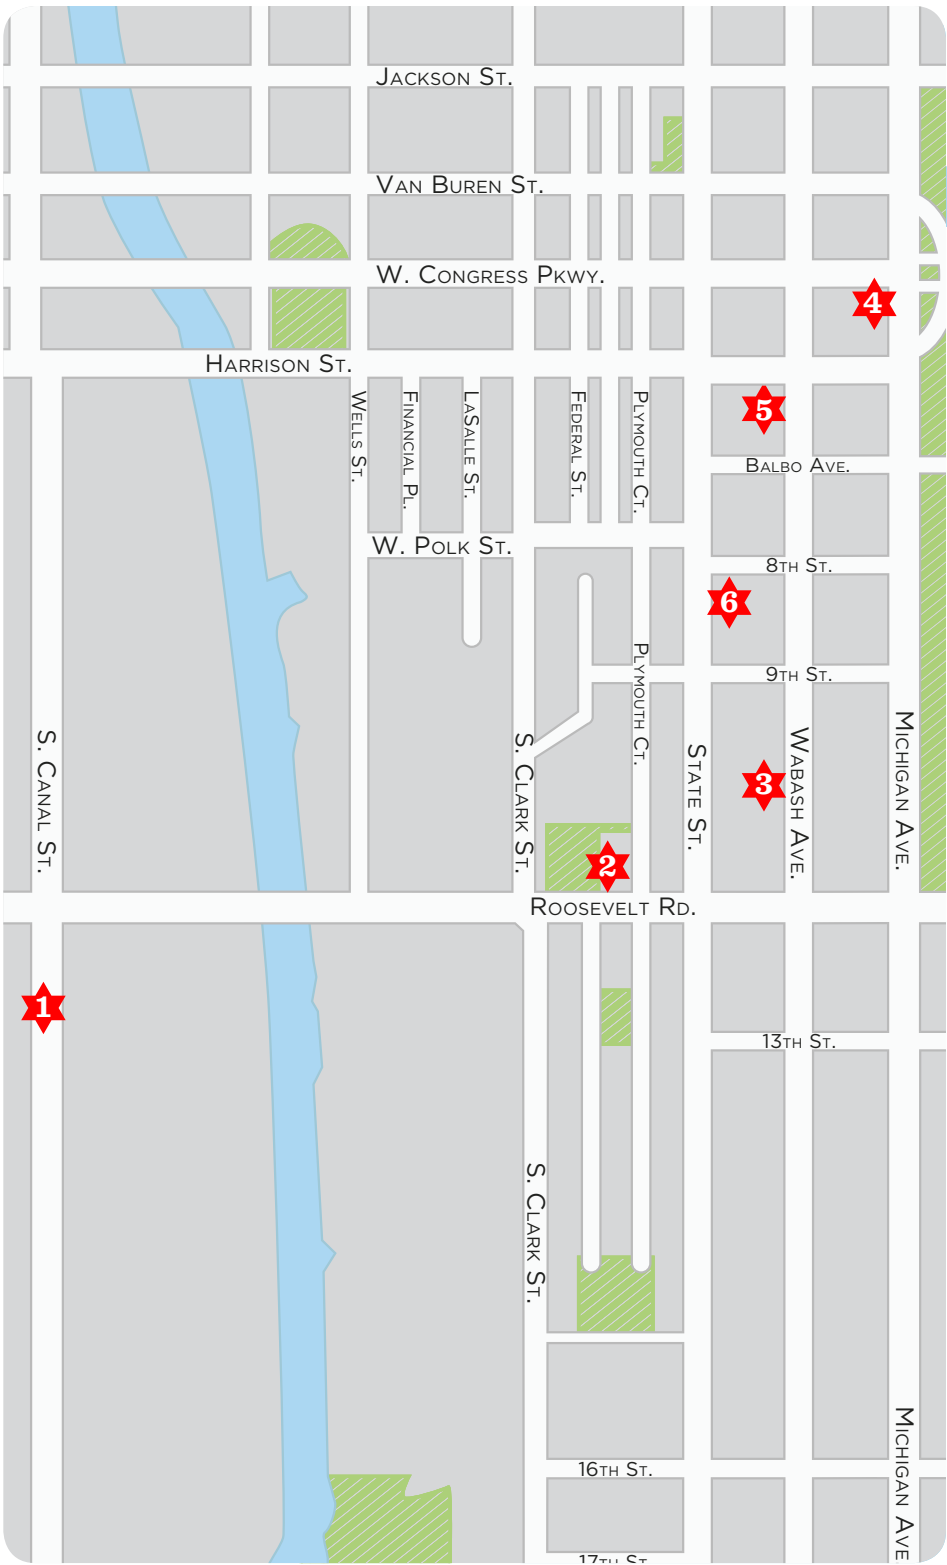 Jackson St.
Van Buren St.
W. Congress Pkwy.
4
Harrison St.
Wells St.
Financial Pl.
LaSalle St.
Federal St.
Plymouth Ct.
5
Balbo Ave.
W. Polk St.
8th St.
6
Plymouth Ct.
9th St.
S. Canal St.
S. Clark St.
State St.
3
Wabash Ave.
Michigan Ave.
2
Roosevelt Rd.
1
13th St.
S. Clark St.
Michigan Ave
16th St.
17th St